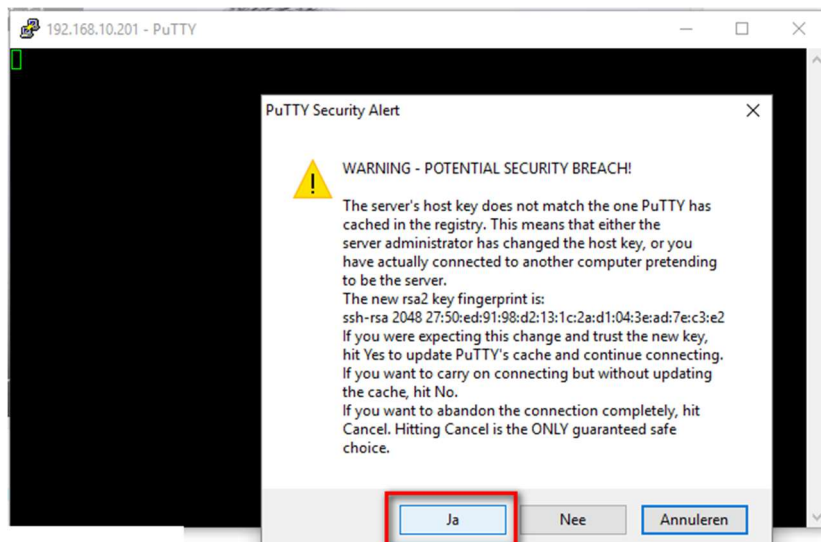 192.168.10.201 - PuTTY
PuTTY Security Alert
WARNING - POTENTIAL SECURITY BREACH!
The server's host key does not match the one PuTTY has
cached in the registry. This means that either the
server administrator has changed the host key, or you
have actually connected to another computer pretending
to be the server.
The new rsa2 key fingerprint is:
ssh-rsa 2048 27:50:ed:91:98:d2:13:1c:2a:d1:04:3e:ad:7e:c3:e2
If you were expecting this change and trust the new key,
hit Yes to update PuTTY's cache and continue connecting.
If you want to carry on connecting but without updating
the cache, hit No.
If you want to abandon the connection completely, hit
Cancel. Hitting Cancel is the ONLY guaranteed safe
choice.
Ja Nee Annuleren